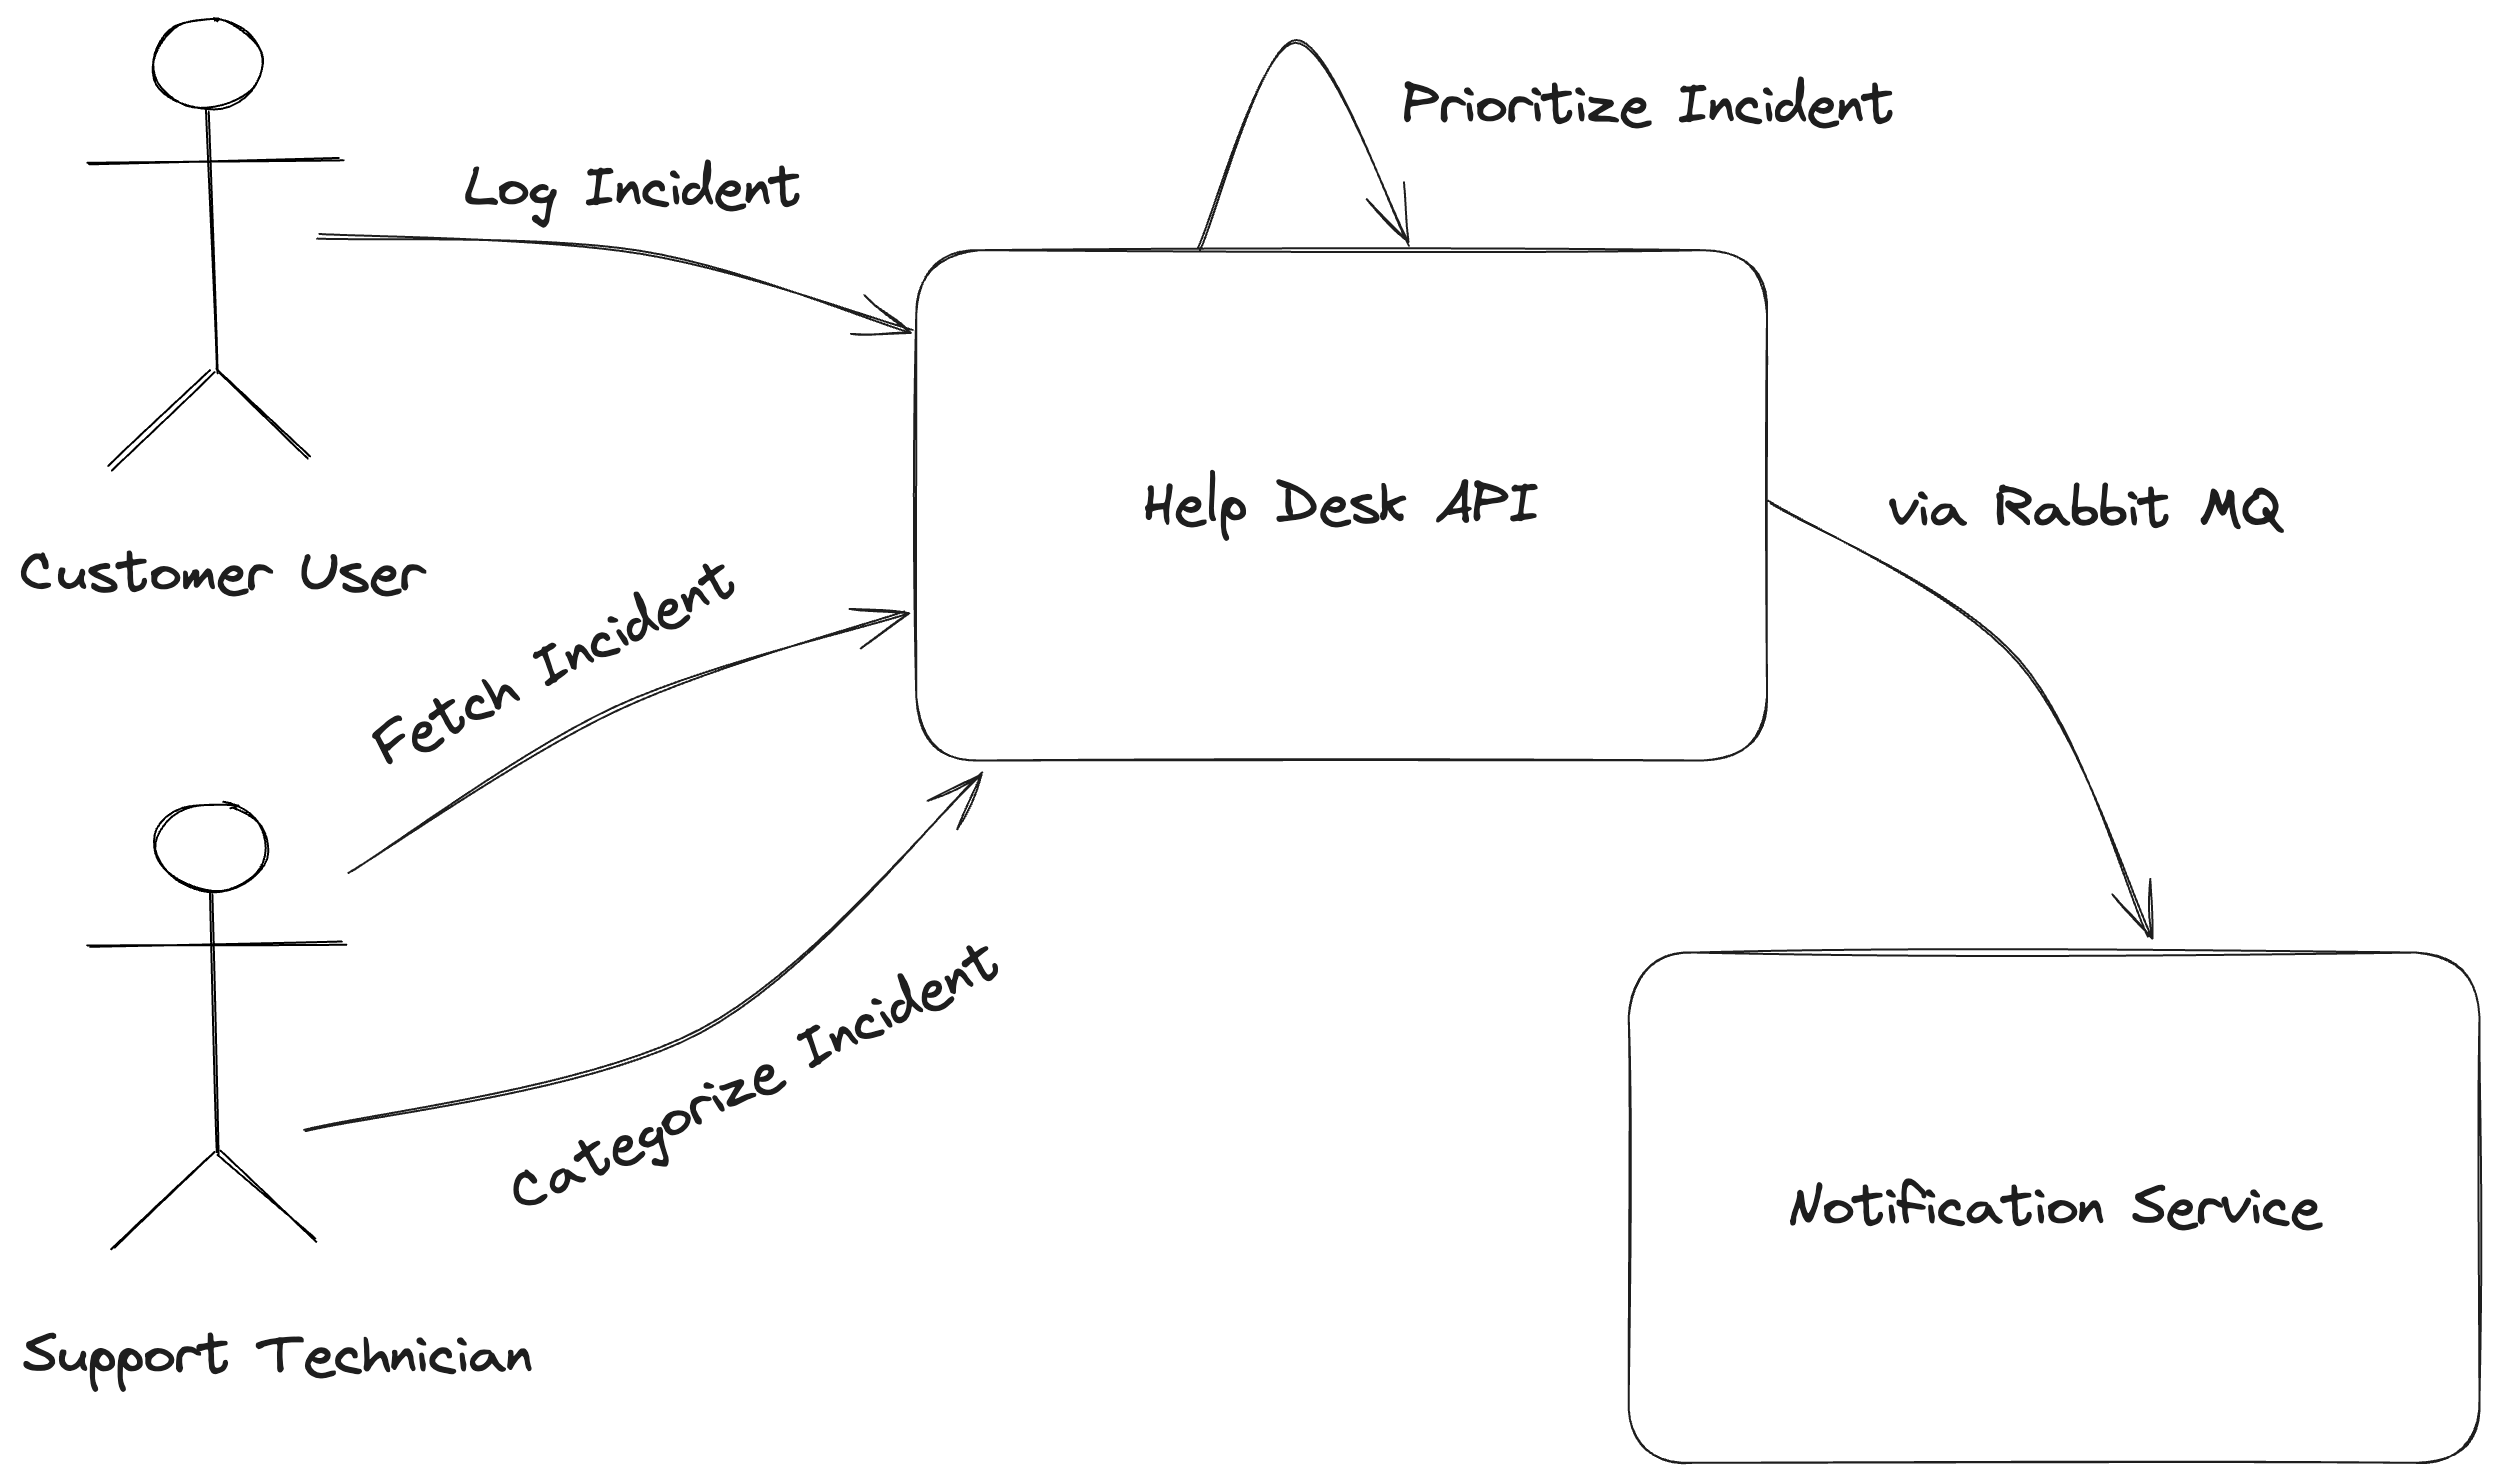 Prioritize Incident
Log Incident
Help Desk API
via Rabbit MQ
Customer User
Fetch Incident
Categorize Incident
Notification Service
Support Technician